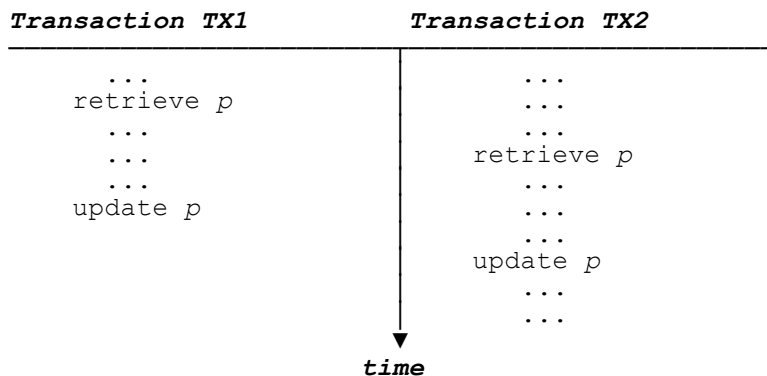 Transaction TX1 Transaction TX2
... ...
retrieve p ...
... ...
... retrieve p
... ...
update p ...
...
update p
...
...
time